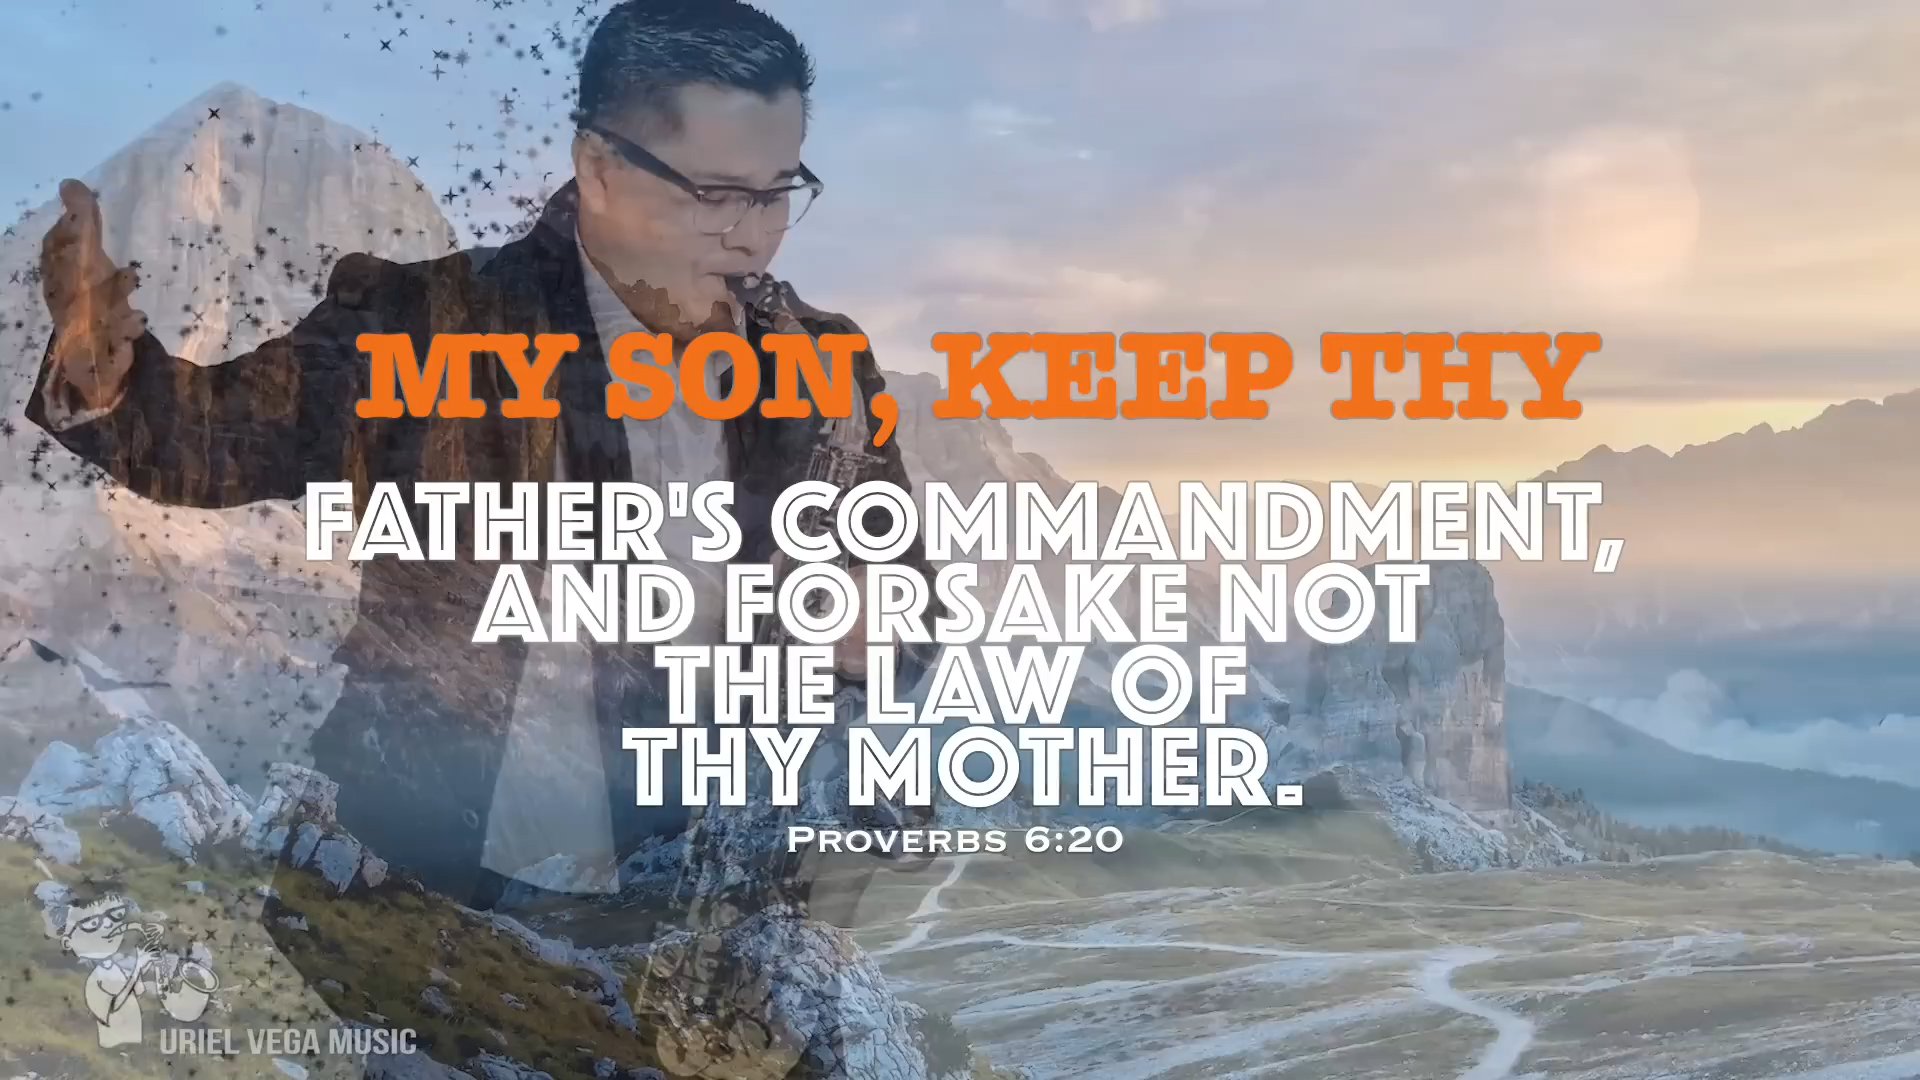 MY SON, KEEP THY
FATHER'S COMMANDMENT,
AND FORSAKE NOT
THE LAW OF
THY MOTHER.
PROVERBS 6:20
URIEL VEGA MUSIC